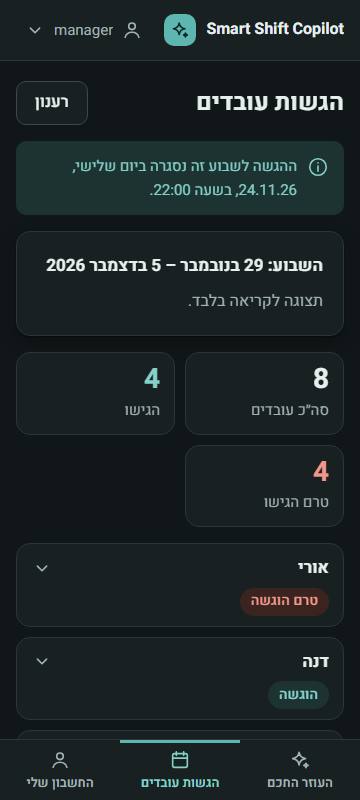 Smart Shift Copilot
manager
הגשות עובדים
רענון
ההגשה לשבוע זה נסגרה ביום שלישי,
24.11.26, בשעה 22:00.
השבוע: 29 בנובמבר – 5 בדצמבר 2026
תצוגה לקריאה בלבד.
8
סה״כ עובדים
4
הגישו
4
טרם הגישו
אורי
טרם הוגשה
דנה
הוגשה
העוזר החכם
הגשות עובדים
החשבון שלי